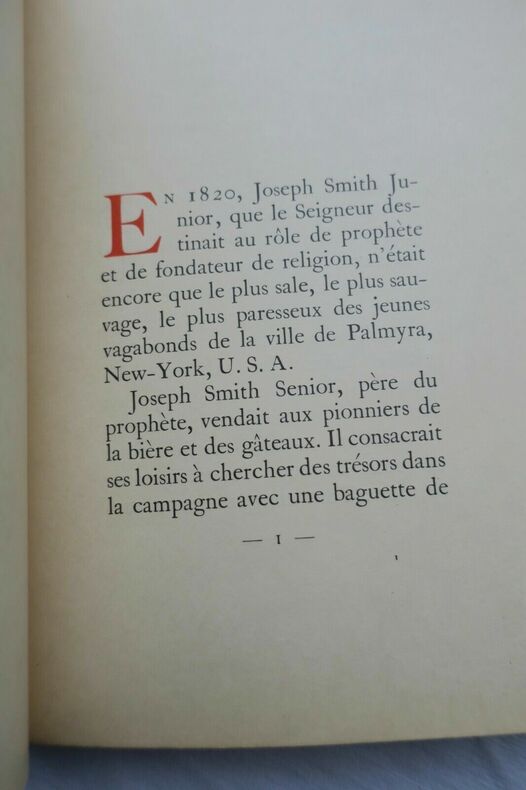 En 1820, Joseph Smith Ju-
nior, que le Seigneur des-
tinait au rôle de prophète
et de fondateur de religion, n'était
encore que le plus sale, le plus sau-
vage, le plus paresseux des jeunes
vagabonds de la ville de Palmyra,
New-York, U. S. A.
Joseph Smith Senior, père du
prophète, vendait aux pionniers de
la bière et des gâteaux. Il consacrait
ses loisirs à chercher des trésors dans
la campagne avec une baguette de
— 1 —